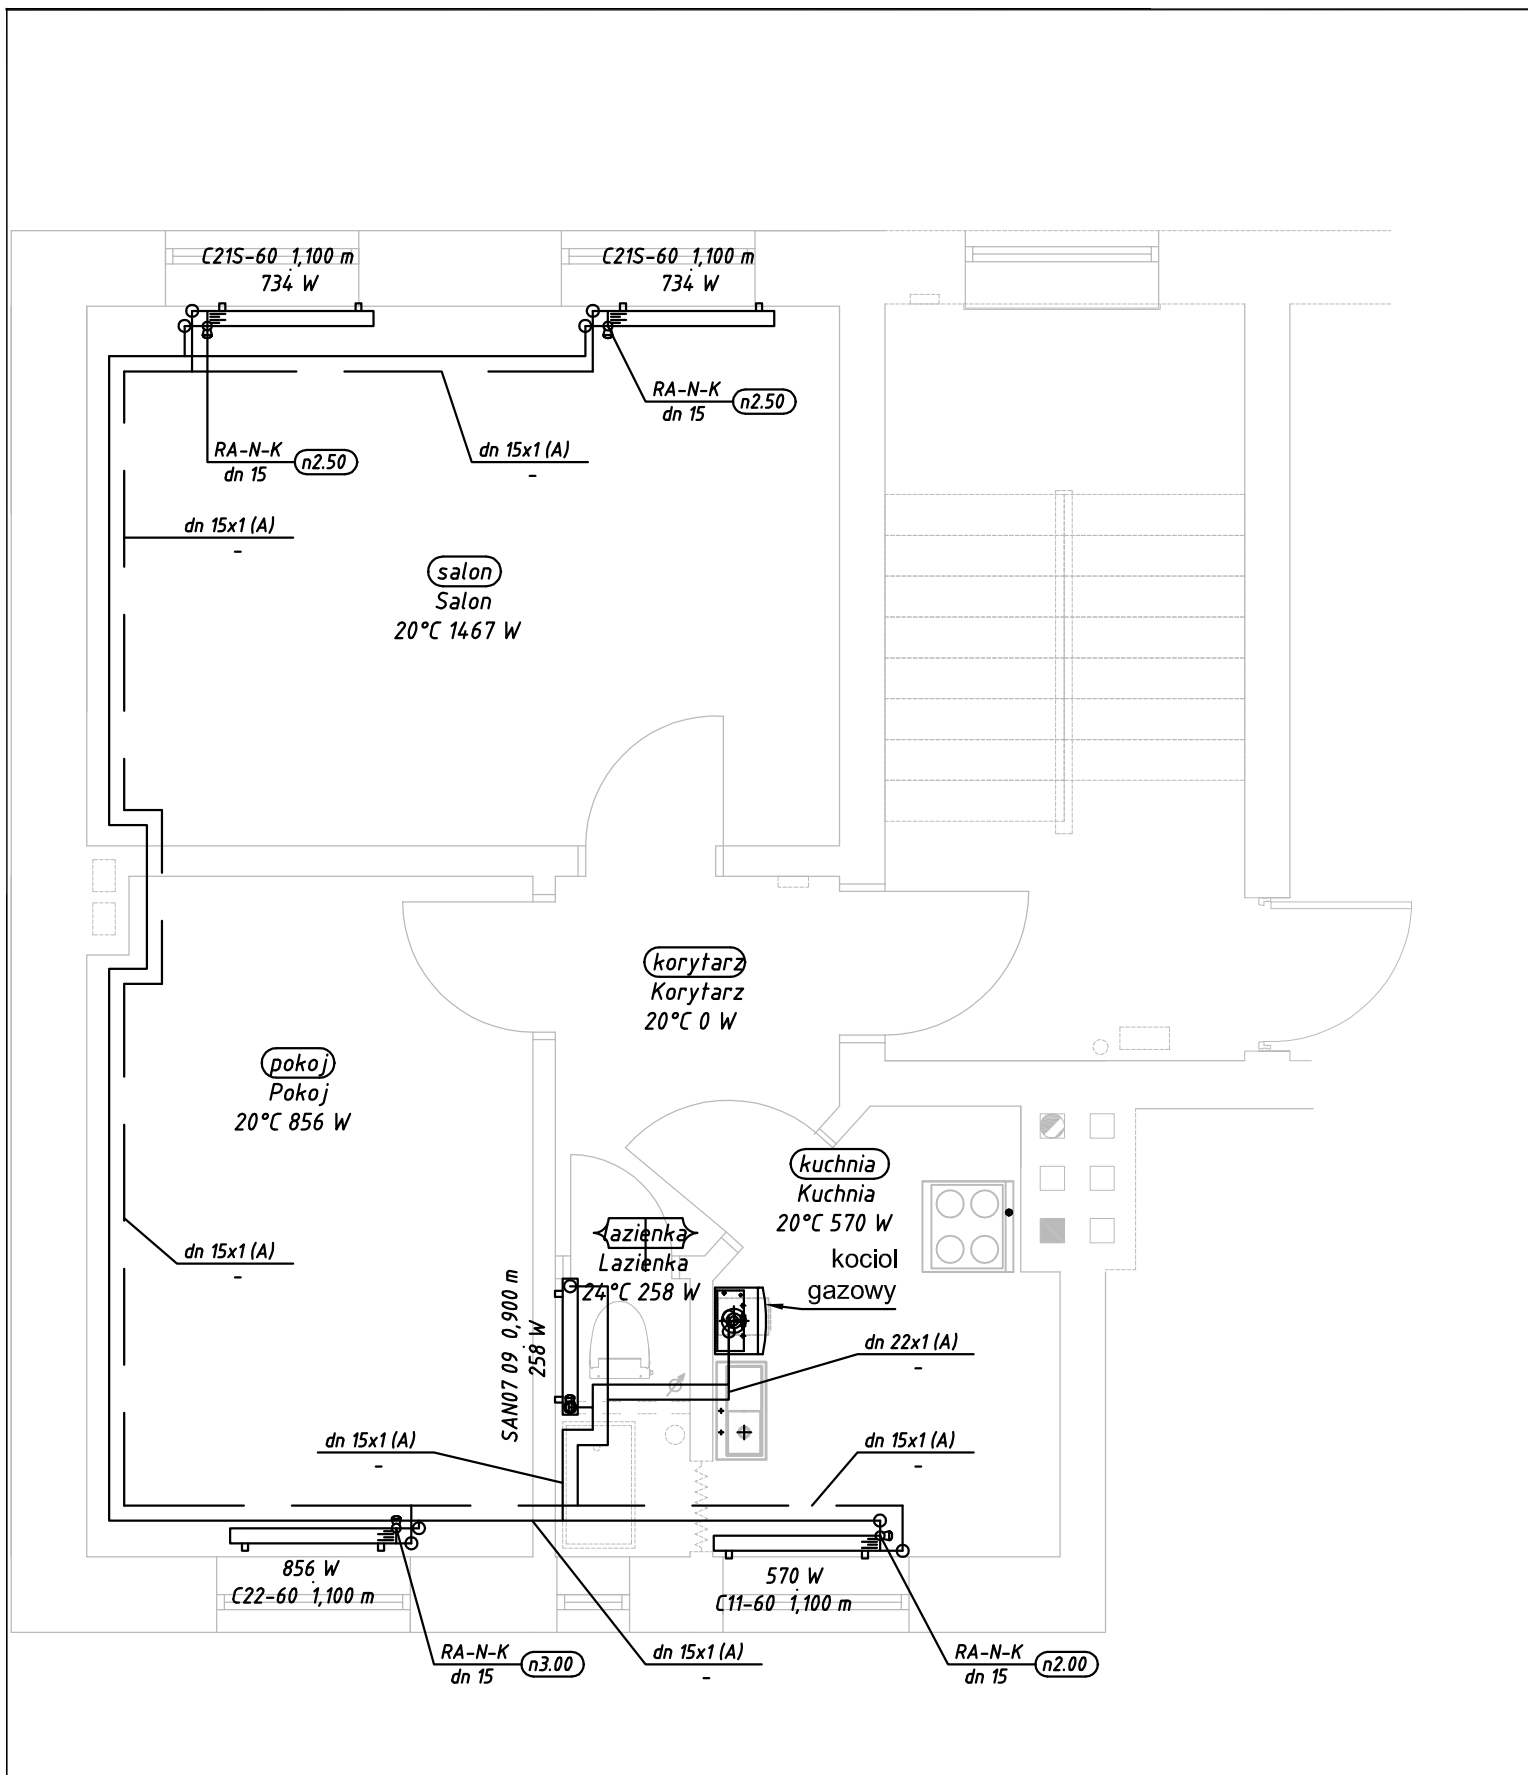 C21S-60 1,100 m
734 W
C21S-60 1,100 m
734 W
RA-N-K n2.50
dn 15
RA-N-K n2.50
dn 15
dn 15x1 (A)
-
dn 15x1 (A)
-
salon
Salon
20°C 1467 W
korytarz
Korytarz
20°C 0 W
pokoj
Pokoj
20°C 856 W
kuchnia
Kuchnia
20°C 570 W
kociol
gazowy
azienka
Lazienka
24°C 258 W
dn 15x1 (A)
-
SAN07 09 0,900 m
258 W
dn 22x1 (A)
-
dn 15x1 (A)
-
dn 15x1 (A)
-
856 W
C22-60 1,100 m
570 W
C11-60 1,100 m
RA-N-K n3.00
dn 15
dn 15x1 (A)
-
RA-N-K n2.00
dn 15